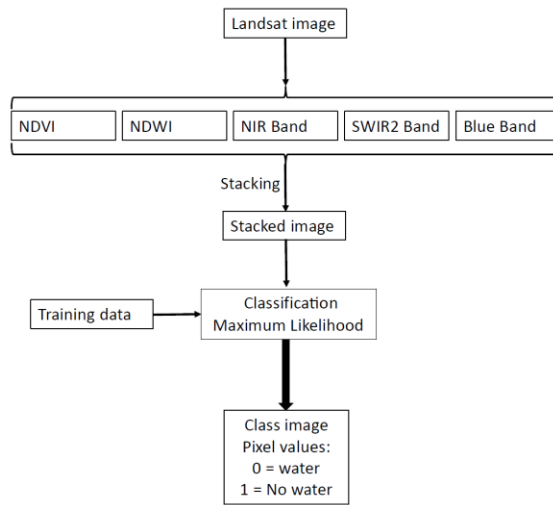 Landsat image
NDVI
NDWI
NIR Band
SWIR2 Band
Blue Band
Stacking
Stacked image
Training data
Classification
Maximum Likelihood
Class image
Pixel values:
0 = water
1 = No water